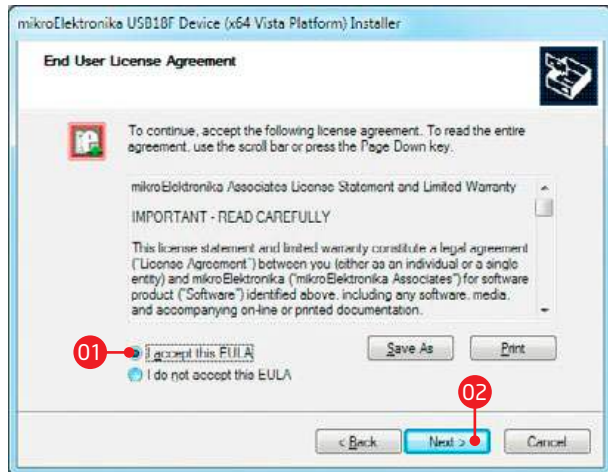 mikroElektronika USB18F Device (x64 Vista Platform) Installer
End User License Agreement
To continue, accept the following license agreement. To read the entire
agreement, use the scroll bar or press the Page Down key.
mikroElektronika Associates License Statement and Limited Warranty
IMPORTANT - READ CAREFULLY
This license statement and limited warranty constitute a legal agreement
("License Agreement") between you (either as an individual or a single
entity) and mikroElektronika ("mikroElektronika Associates") for software
product ("Software") identified above, including any software, media,
and accompanying on-line or printed documentation.
01
I accept this EULA
Save As
Print
I do not accept this EULA
02
< Back
Next >
Cancel